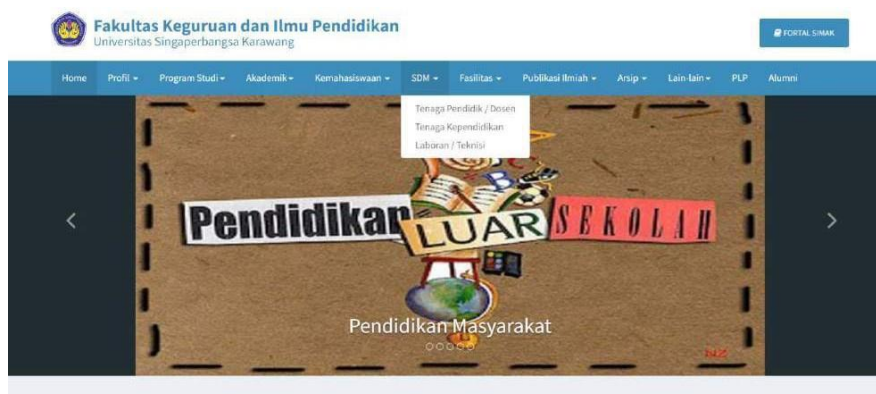 Fakultas Keguruan dan Ilmu Pendidikan
Universitas Singaperbangsa Karawang
PORTAL SIMAK
Home Profil Program Studi Akademik Kemahasiswaan SDM Fasilitas Publikasi Ilmiah Arsip Lain-lain PLP Alumni
Tenaga Pendidik / Dosen
Tenaga Kependidikan
Laboran / Teknisi
Pendidikan LUAR SEKOLAH
Pendidikan Masyarakat